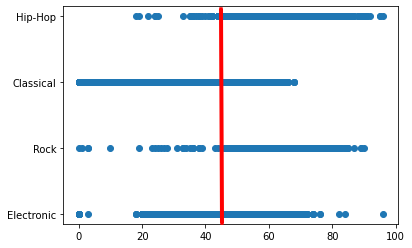 Hip-Hop
Classical
Rock
Electronic
0 20 40 60 80 100